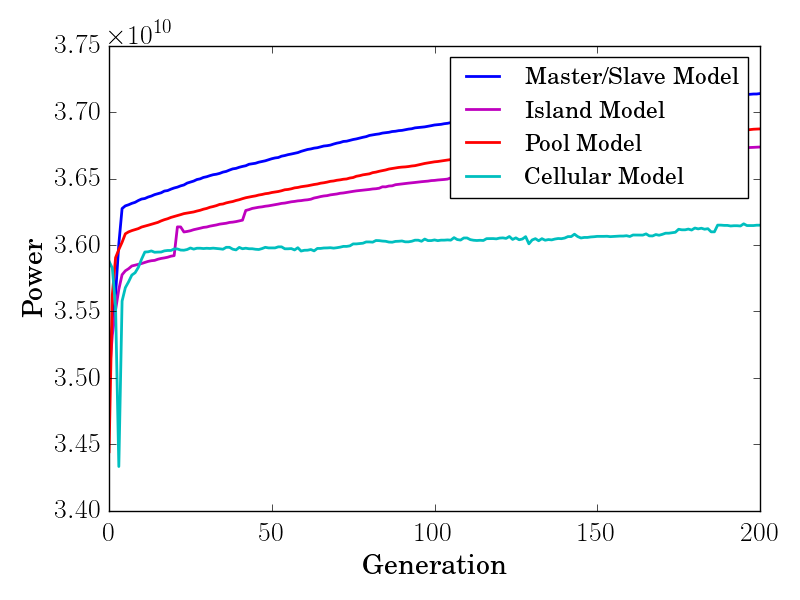 ×10^10
3.75
3.70
3.65
3.60
3.55
3.50
3.45
3.40
Power
Master/Slave Model
Island Model
Pool Model
Cellular Model
0 50 100 150 200
Generation